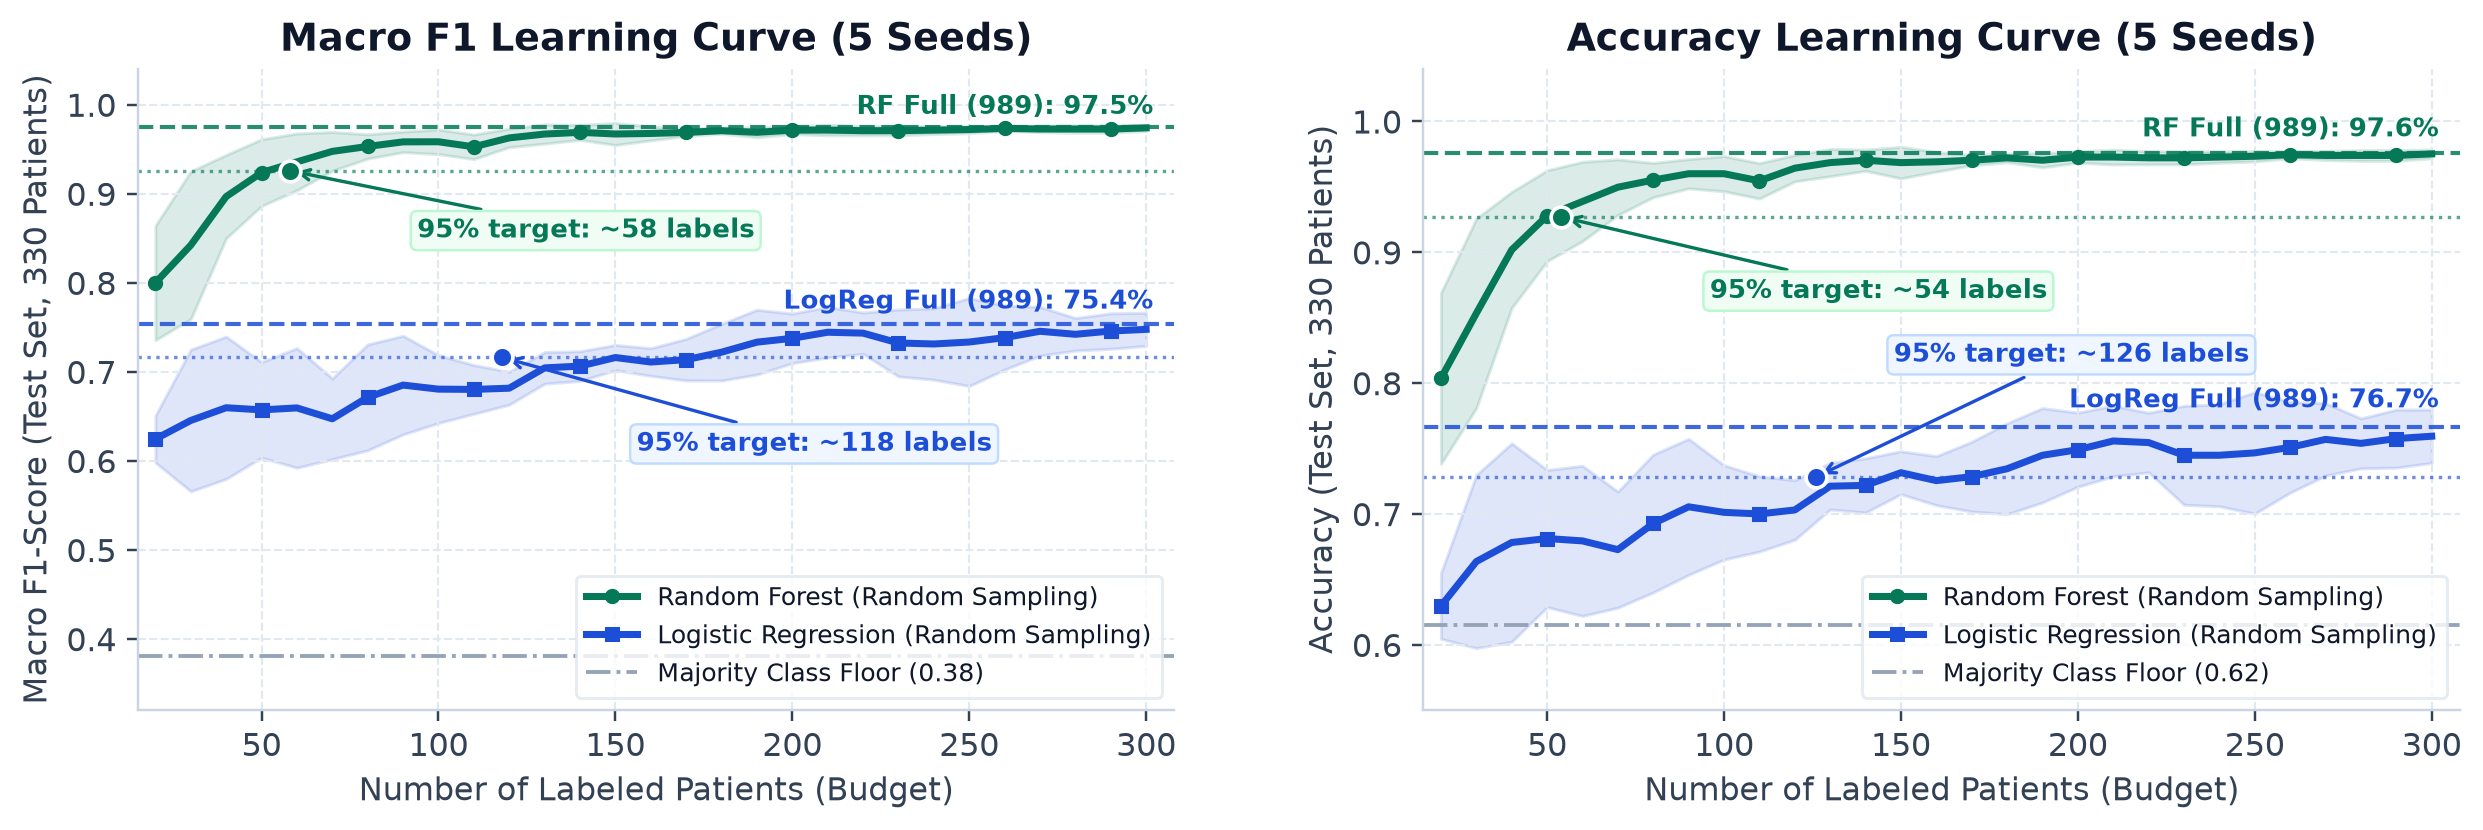 Macro F1 Learning Curve (5 Seeds)
Macro F1-Score (Test Set, 330 Patients)
1.0
0.9
0.8
0.7
0.6
0.5
0.4
RF Full (989): 97.5%
95% target: ~58 labels
LogReg Full (989): 75.4%
95% target: ~118 labels
Random Forest (Random Sampling)
Logistic Regression (Random Sampling)
Majority Class Floor (0.38)
50
100
150
200
250
300
Number of Labeled Patients (Budget)
Accuracy Learning Curve (5 Seeds)
Accuracy (Test Set, 330 Patients)
1.0
0.9
0.8
0.7
0.6
RF Full (989): 97.6%
95% target: ~54 labels
95% target: ~126 labels
LogReg Full (989): 76.7%
Random Forest (Random Sampling)
Logistic Regression (Random Sampling)
Majority Class Floor (0.62)
50
100
150
200
250
300
Number of Labeled Patients (Budget)